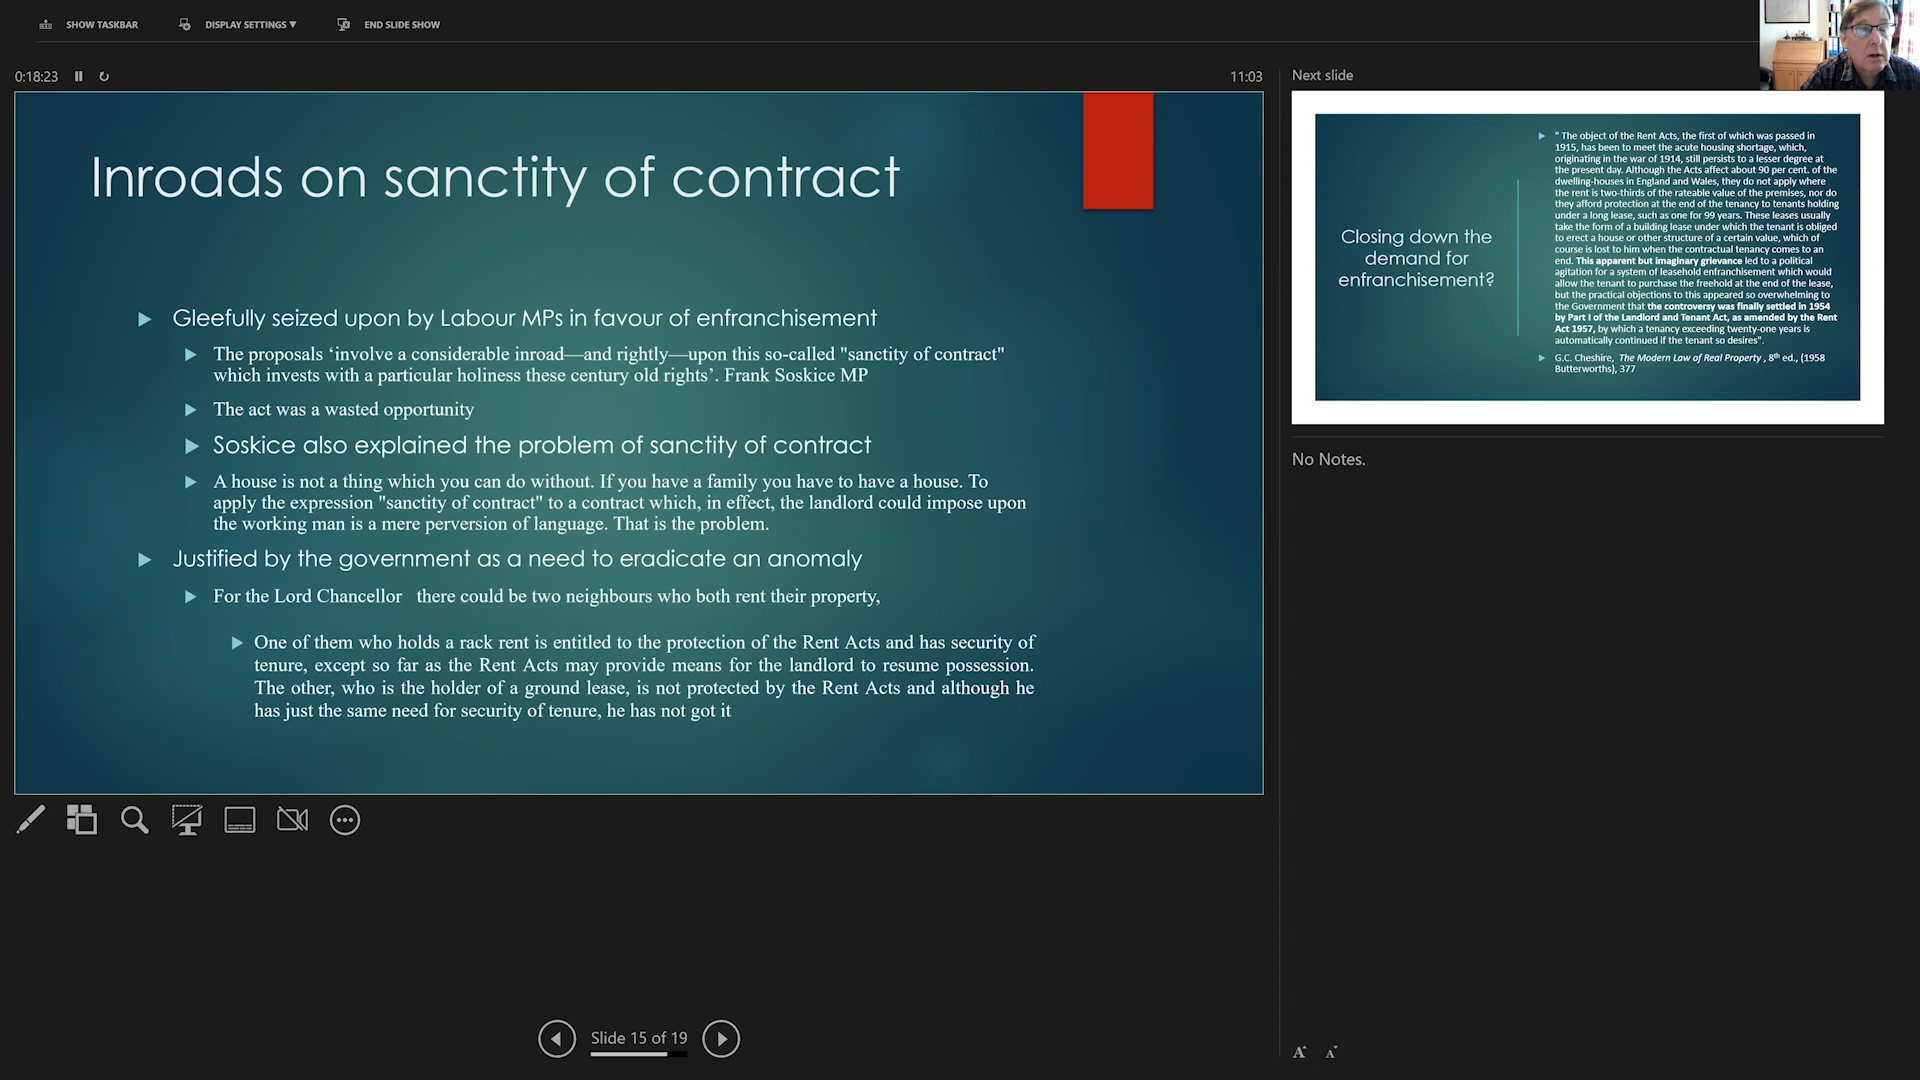 SHOW TASKBAR
DISPLAY SETTINGS ▼
END SLIDE SHOW
0:18:23
11:03
Inroads on sanctity of contract
Gleefully seized upon by Labour MPs in favour of enfranchisement
The proposals ‘involve a considerable inroad—and rightly—upon this so-called "sanctity of contract"
which invests with a particular holiness these century old rights’. Frank Soskice MP
The act was a wasted opportunity
Soskice also explained the problem of sanctity of contract
A house is not a thing which you can do without. If you have a family you have to have a house. To
apply the expression "sanctity of contract" to a contract which, in effect, the landlord could impose upon
the working man is a mere perversion of language. That is the problem.
Justified by the government as a need to eradicate an anomaly
For the Lord Chancellor there could be two neighbours who both rent their property,
One of them who holds a rack rent is entitled to the protection of the Rent Acts and has security of
tenure, except so far as the Rent Acts may provide means for the landlord to resume possession.
The other, who is the holder of a ground lease, is not protected by the Rent Acts and although he
has just the same need for security of tenure, he has not got it
Slide 15 of 19
Next slide
Closing down the
demand for
enfranchisement?
" The object of the Rent Acts, the first of which was passed in
1915, has been to meet the acute housing shortage, which,
originating in the war of 1914, still persists to a lesser degree at
the present day. Although the Acts affect about 90 per cent. of the
dwelling-houses in England and Wales, they do not apply where
the rent is two-thirds of the rateable value of the premises, nor do
they afford protection at the end of the tenancy to tenants holding
under a long lease, such as one for 99 years. These leases usually
take the form of a building lease under which the tenant is obliged
to erect a house or other structure of a certain value, which of
course is lost to him when the contractual tenancy comes to an
end. This apparent but imaginary grievance led to a political
agitation for a system of leasehold enfranchisement which would
allow the tenant to purchase the freehold at the end of the lease,
but the practical objections to this appeared so overwhelming to
the Government that the controversy was finally settled in 1954
by Part I of the Landlord and Tenant Act, as amended by the Rent
Act 1957, by which a tenancy exceeding twenty-one years is
automatically continued if the tenant so desires".
G.C. Cheshire, The Modern Law of Real Property , 8th ed., (1958
Butterworths), 377
No Notes.
A A